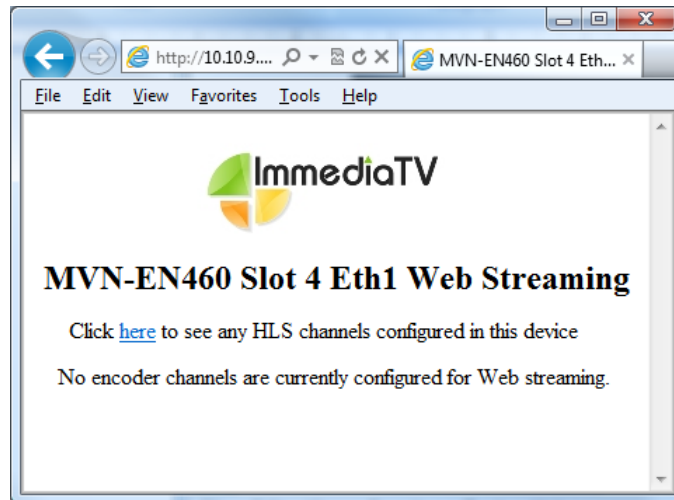 http://10.10.9.... MVN-EN460 Slot 4 Eth...
File Edit View Favorites Tools Help
ImmediaTV
MVN-EN460 Slot 4 Eth1 Web Streaming
Click here to see any HLS channels configured in this device
No encoder channels are currently configured for Web streaming.